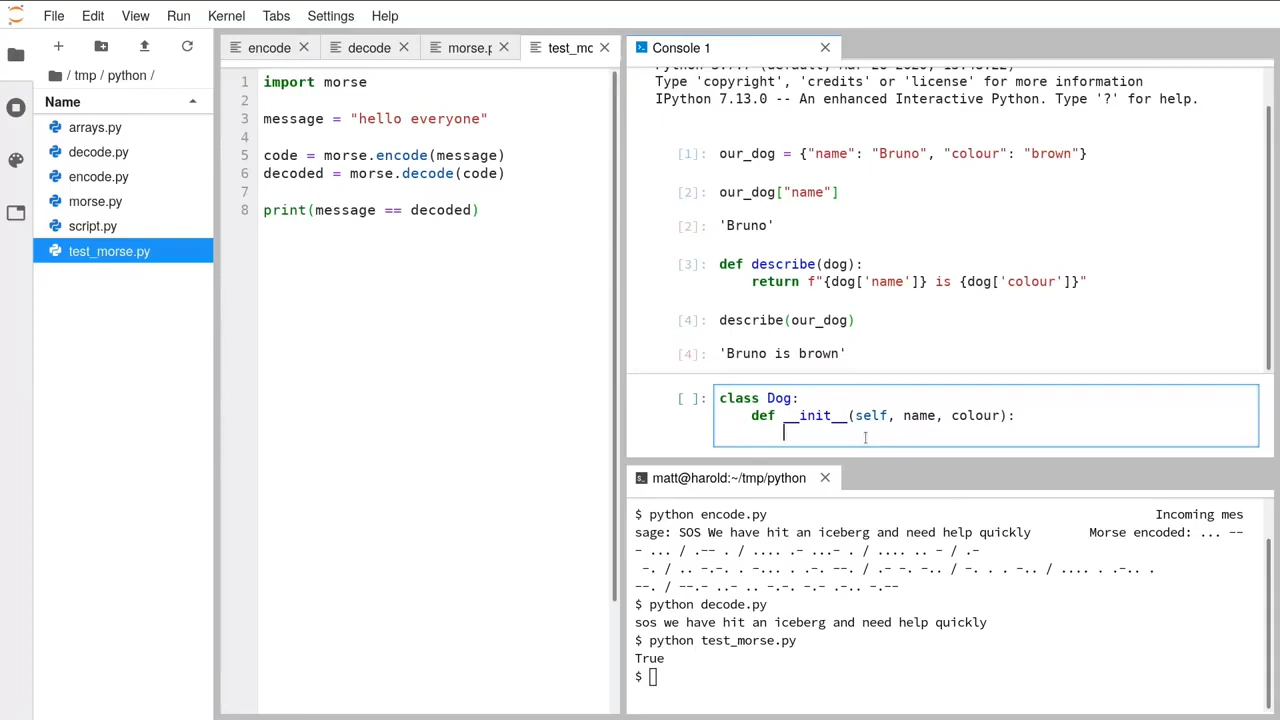 File Edit View Run Kernel Tabs Settings Help
/ tmp / python /
Name
arrays.py
decode.py
encode.py
morse.py
script.py
test_morse.py
encode
decode
morse.p
test_mo
1 import morse
2
3 message = "hello everyone"
4
5 code = morse.encode(message)
6 decoded = morse.decode(code)
7
8 print(message == decoded)
Console 1
Type 'copyright', 'credits' or 'license' for more information
IPython 7.13.0 -- An enhanced Interactive Python. Type '?' for help.
[1]: our_dog = {"name": "Bruno", "colour": "brown"}
[2]: our_dog["name"]
[2]: 'Bruno'
[3]: def describe(dog):
return f"{dog['name']} is {dog['colour']}"
[4]: describe(our_dog)
[4]: 'Bruno is brown'
[ ]: class Dog:
def __init__(self, name, colour):
matt@harold:~/tmp/python
$ python encode.py Incoming mes
sage: SOS We have hit an iceberg and need help quickly Morse encoded: ... --
- ... / .-- . / .... .- ...- . / .... .. - / .-
-. / .. -.-. . -... . .-. --. / .- -. -.. / -. . . -.. / .... . .-.. .
--. / --.- ..- .. -.-. -.- .-.. -.--
$ python decode.py
sos we have hit an iceberg and need help quickly
$ python test_morse.py
True
$